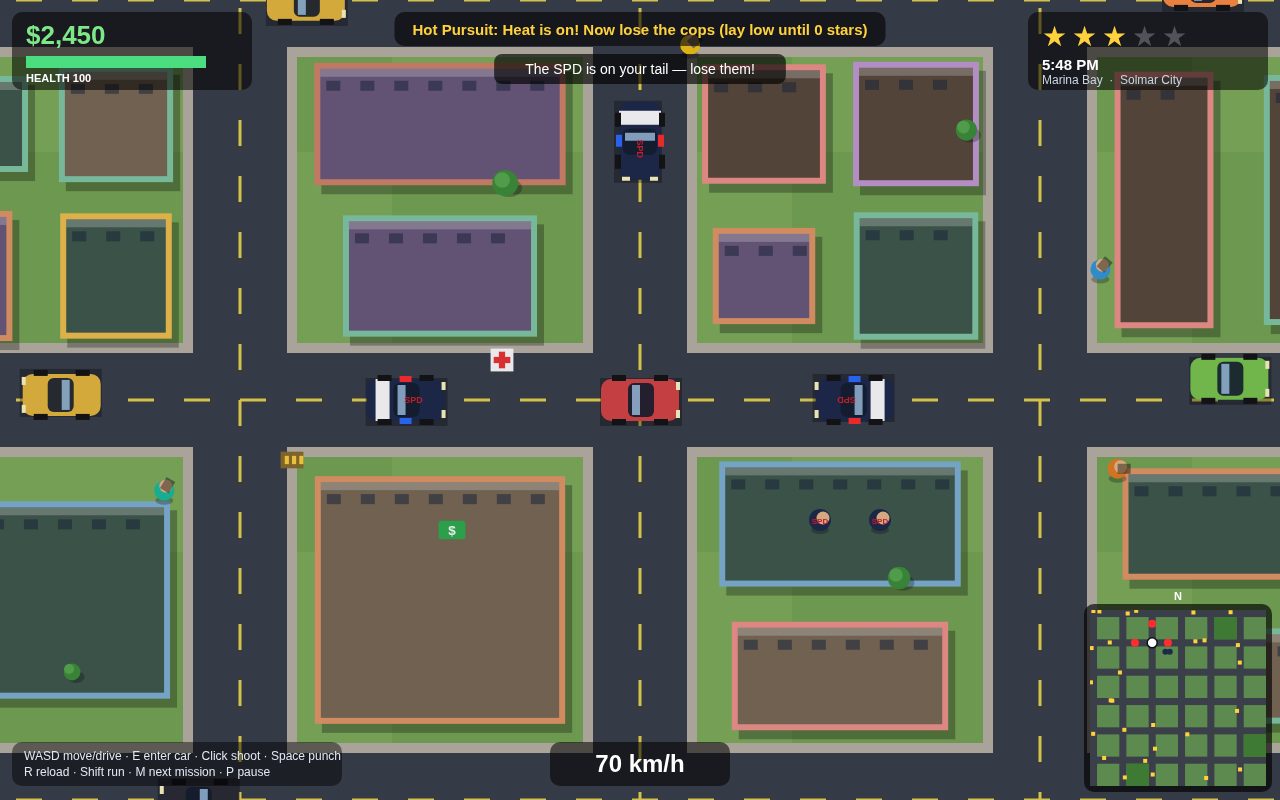 $2,450
HEALTH 100
Hot Pursuit: Heat is on! Now lose the cops (lay low until 0 stars)
The SPD is on your tail — lose them!
5:48 PM
Marina Bay · Solmar City
SPD
SPD
SPD
$
SPD
SPD
N
WASD move/drive · E enter car · Click shoot · Space punch
R reload · Shift run · M next mission · P pause
70 km/h